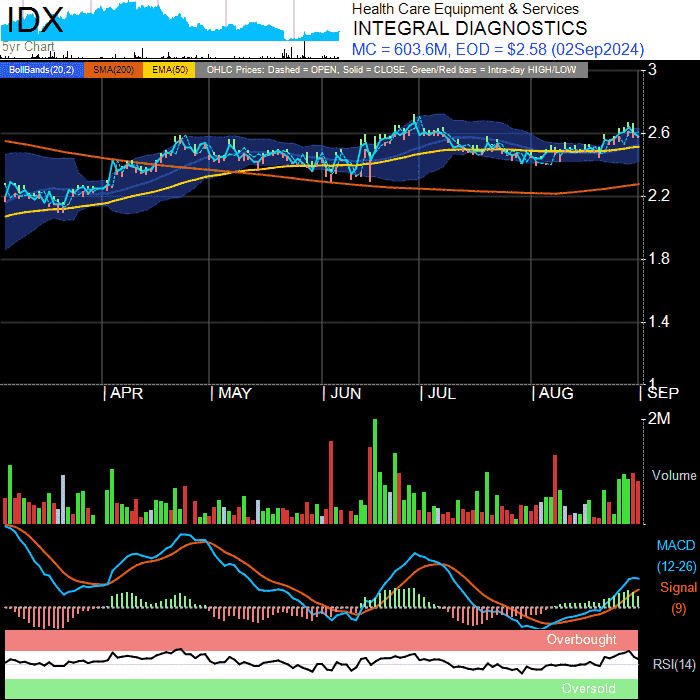 IDX
5yr Chart
Health Care Equipment & Services
INTEGRAL DIAGNOSTICS
MC = 603.6M, EOD = $2.58 (02Sep2024)
BollBands(20,2) SMA(200) EMA(50) OHLC Prices: Dashed = OPEN, Solid = CLOSE, Green/Red bars = Intra-day HIGH/LOW
3
2.6
2.2
1.8
1.4
1
APR MAY JUN JUL AUG SEP
2M
Volume
MACD
(12-26)
Signal
(9)
Overbought
RSI(14)
Oversold